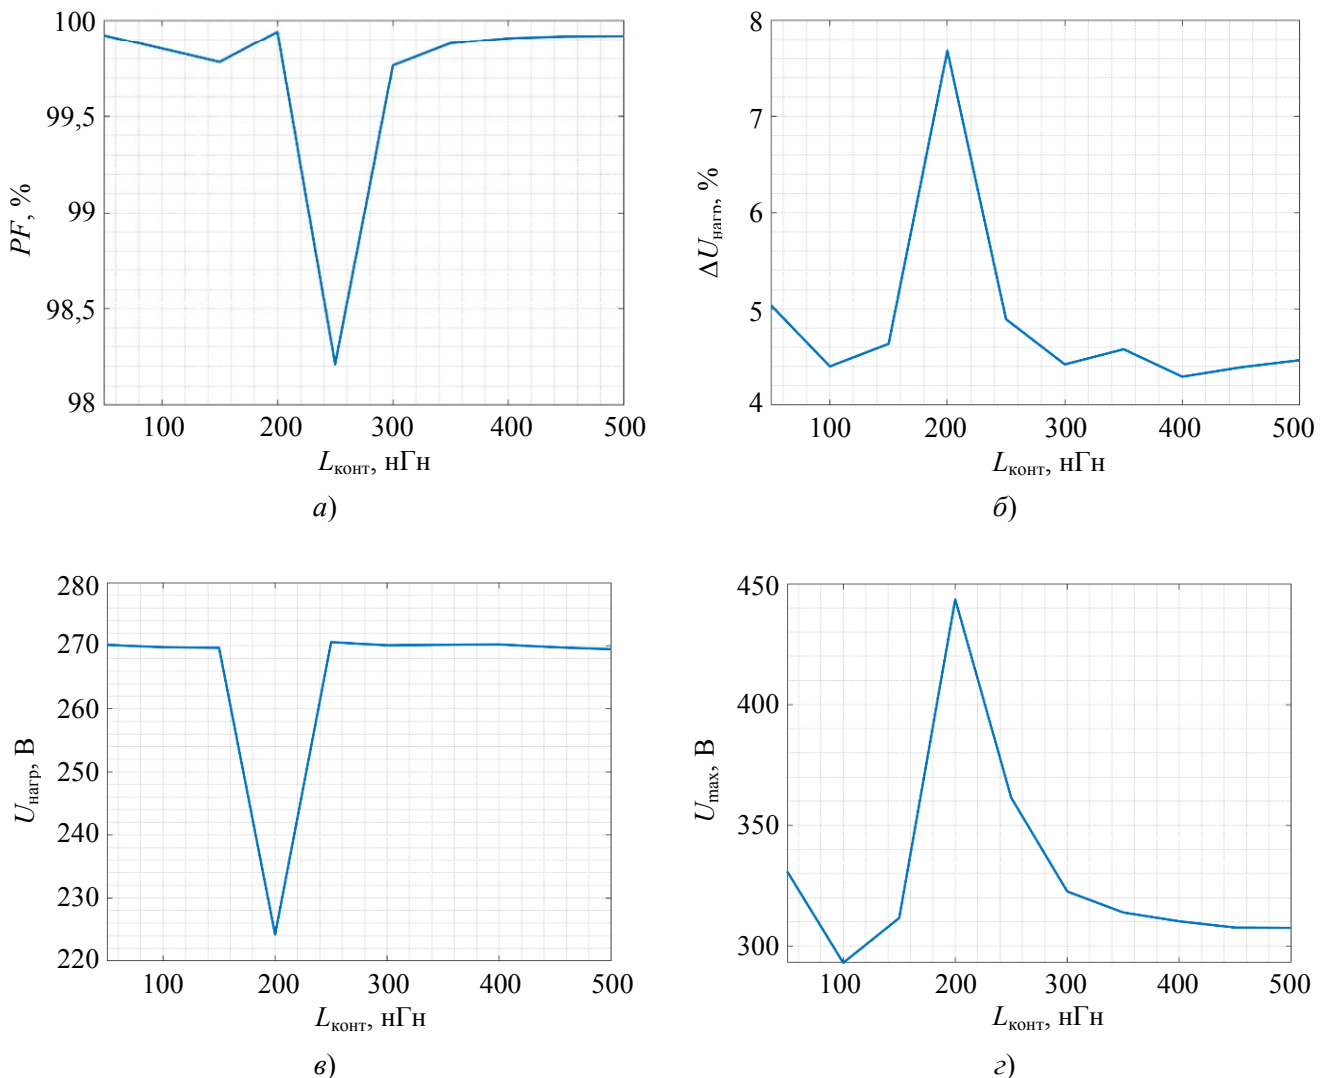 100
99,5
99
98,5
98
PF, %
100 200 300 400 500
Lконт, нГн
а)
8
7
6
5
4
ΔUнагр, %
100 200 300 400 500
Lконт, нГн
б)
280
270
260
250
240
230
220
Uнагр, В
100 200 300 400 500
Lконт, нГн
в)
450
400
350
300
Umax, В
100 200 300 400 500
Lконт, нГн
г)